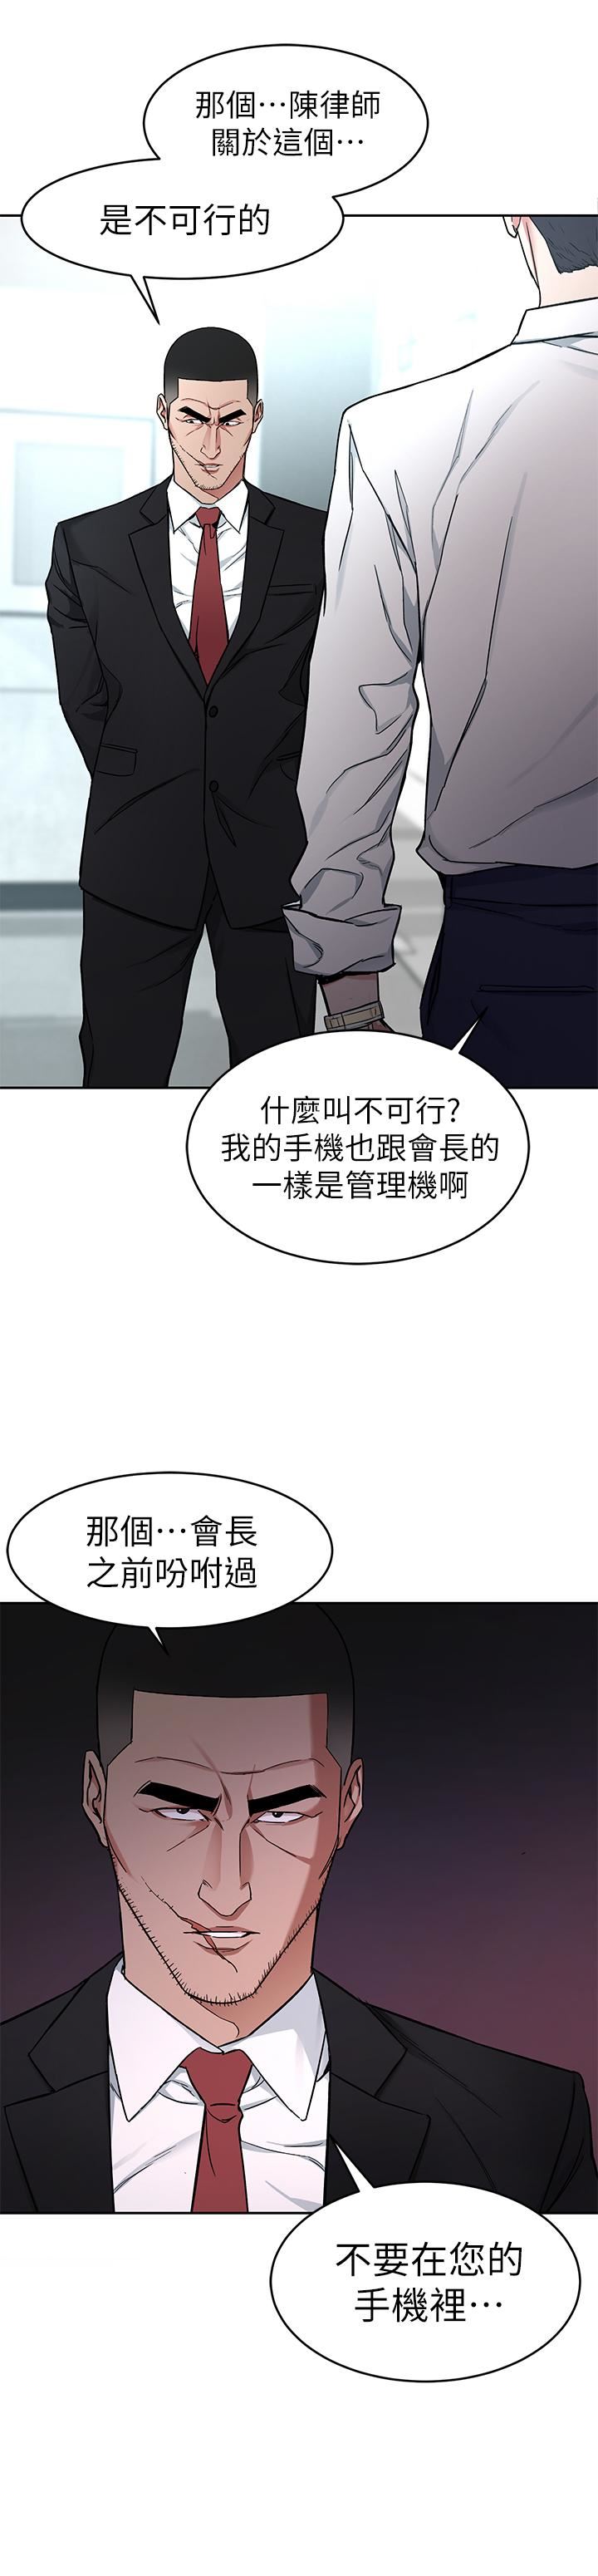 那個⋯陳律師
關於這個⋯
是不可行的
什麼叫不可行?
我的手機也跟會長的
一樣是管理機啊
那個⋯會長
之前吩咐過
不要在您的
手機裡⋯